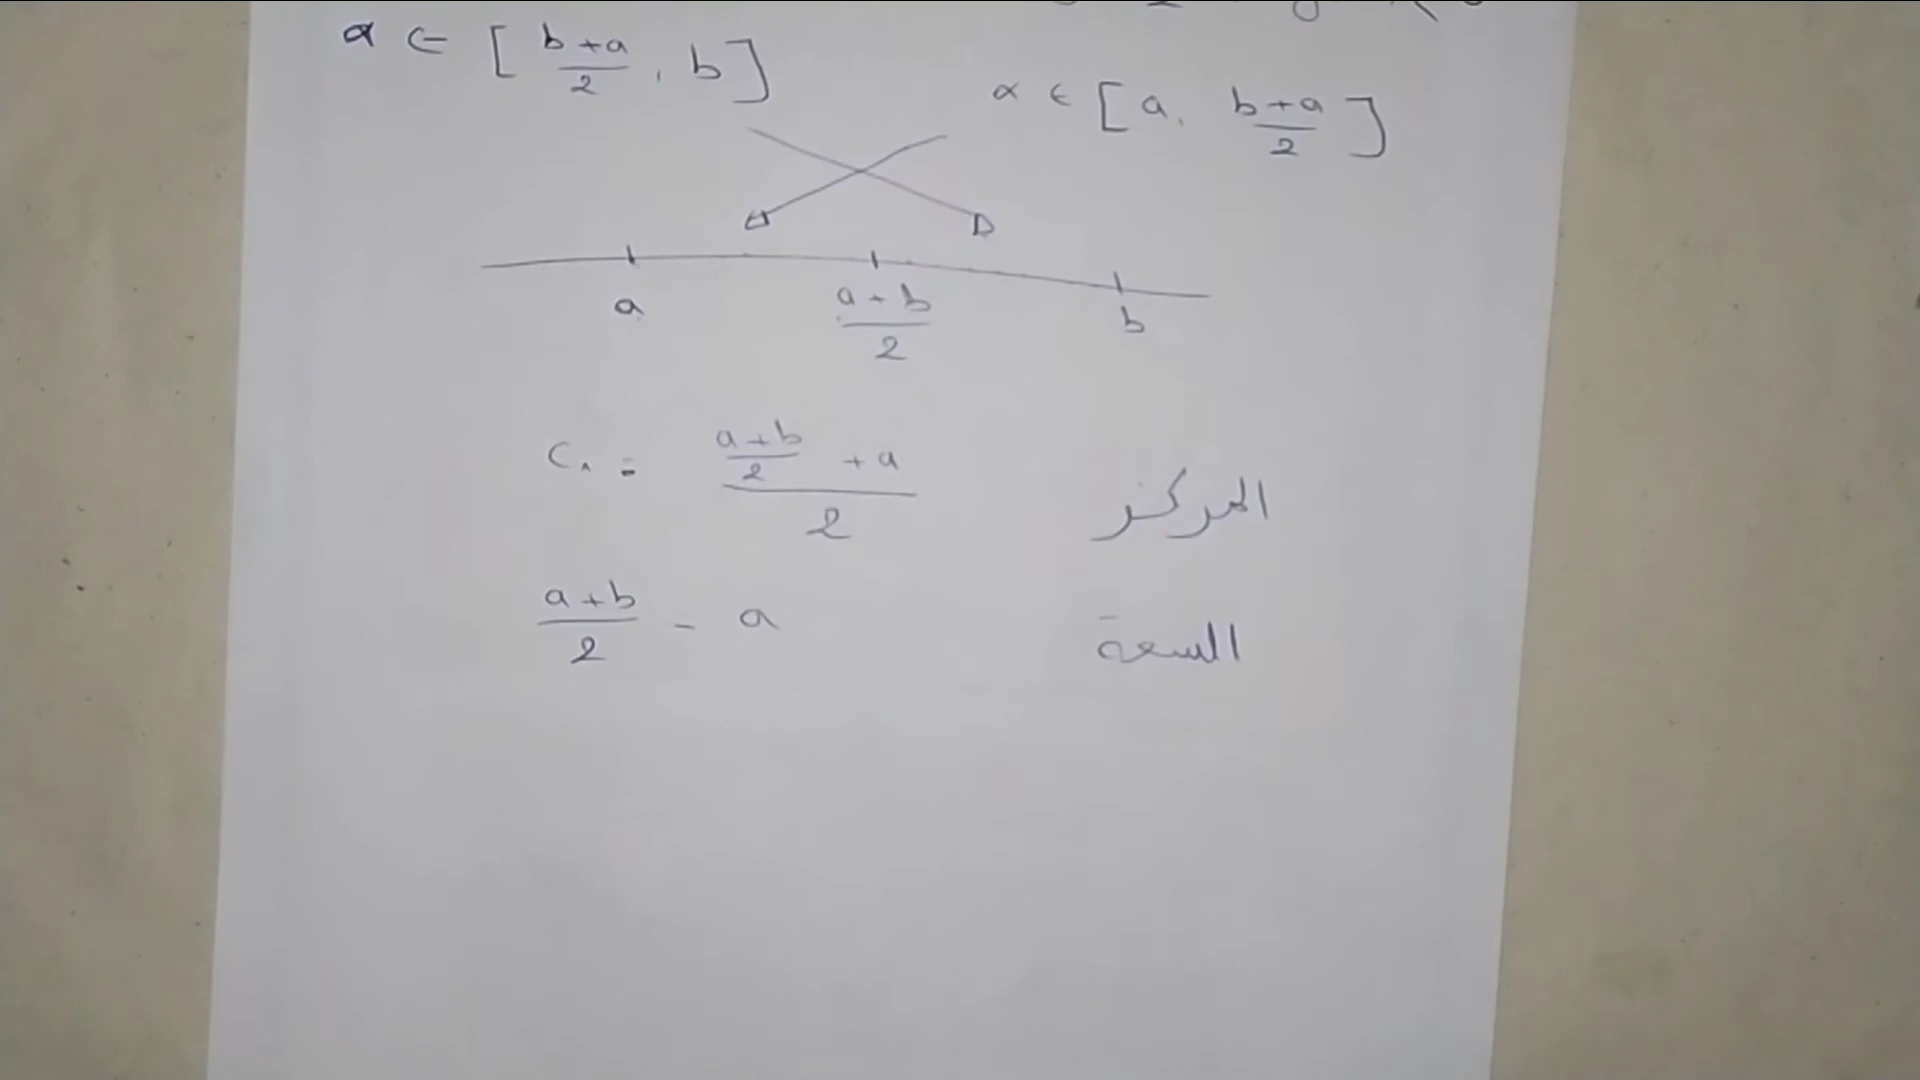 α ∈ [ (b+a)/2 , b ]
α ∈ [ a, (b+a)/2 ]
a (a+b)/2 b
C₁ = ((a+b)/2 + a)/2 المركز
(a+b)/2 - a السعة